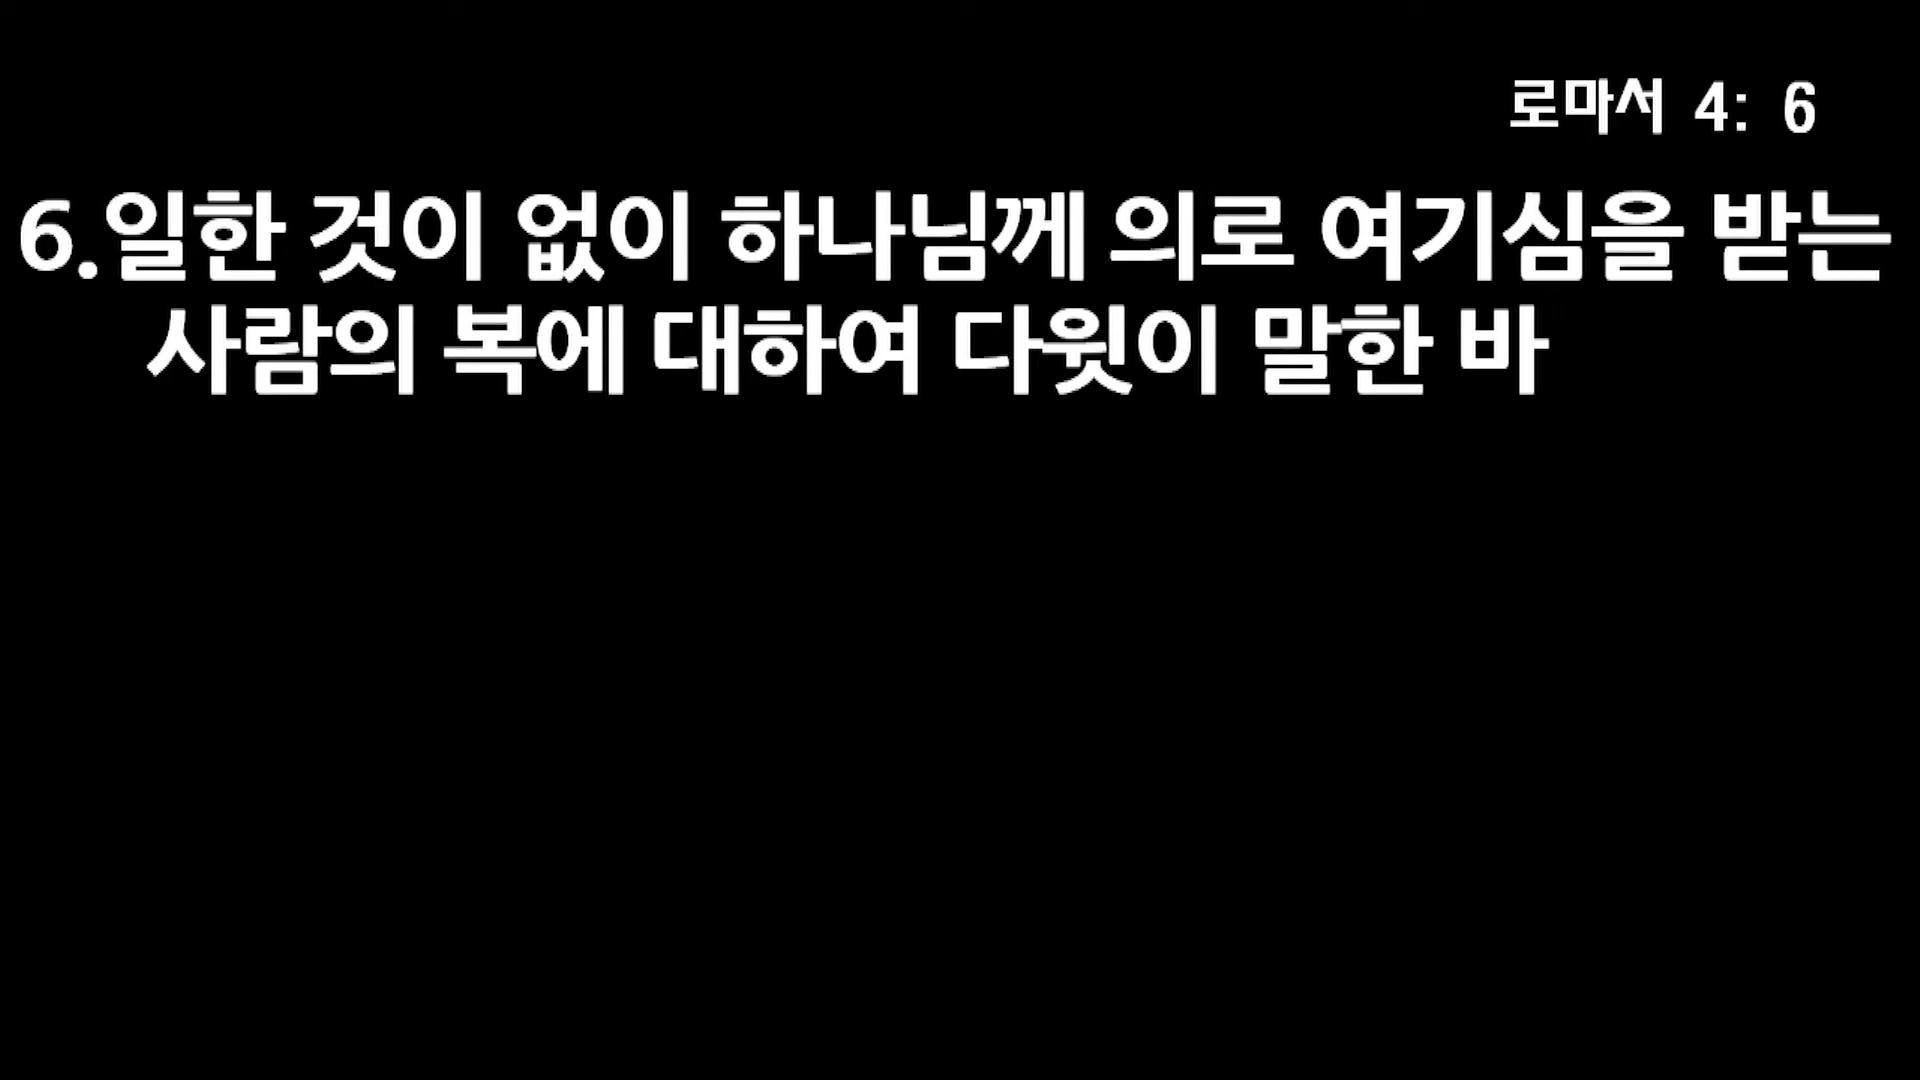 로마서 4: 6
6.일한 것이 없이 하나님께 의로 여기심을 받는
사람의 복에 대하여 다윗이 말한 바